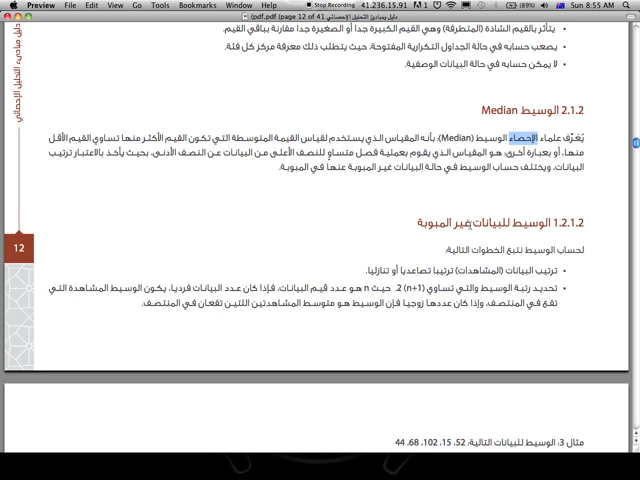 Preview File Edit View Go Tools Bookmarks Window Help Stop Recording 41.236.15.91 1 (89%) Sun 8:55 AM
دليل ومبادئ التحليل الإحصائي pdf.pdf (page 12 of 41)
دليل مبادىء التحليل الإحصائي
يتأثر بالقيم الشاذة (المتطرفة) وهي القيم الكبيرة جدا أو الصغيرة جدا مقارنة بباقي القيم. •
يصعب حسابه في حالة الجداول التكرارية المفتوحة، حيث يتطلب ذلك معرفة مركز كل فئة. •
لا يمكن حسابه في حالة البيانات الوصفية. •
2.1.2 الوسيط Median
يُعَرَّف علماء الإحصاء الوسيط (Median)؛ بأنه المقياس الذي يستخدم لقياس القيمة المتوسطة التي تكون القيم الأكثر منها تساوي القيم الأقل
منها، أو بعبارة أخرى: هو المقياس الذي يقوم بعملية فصل متساوٍ للنصف الأعلى من البيانات عن النصف الأدنى، بحيث يأخذ بالاعتبار ترتيب
البيانات، ويختلف حساب الوسيط في حالة البيانات غير المبوبة عنها في المبوبة.
1.2.1.2 الوسيط للبيانات غير المبوبة
12
لحساب الوسيط نتبع الخطوات التالية:
• ترتيب البيانات (المشاهدات) ترتيبا تصاعديا أو تنازليا.
• تحديد رتبة الوسيط والتي تساوي (n+1) 2. حيث n هو عدد قيم البيانات، فإذا كان عدد البيانات فرديا، يكون الوسيط المشاهدة التي
تقع في المنتصف، وإذا كان عددها زوجيا فإن الوسيط هو متوسط المشاهدتين اللتين تقعان في المنتصف.
مثال 3: الوسيط للبيانات التالية: 52، 15، 102، 68، 44